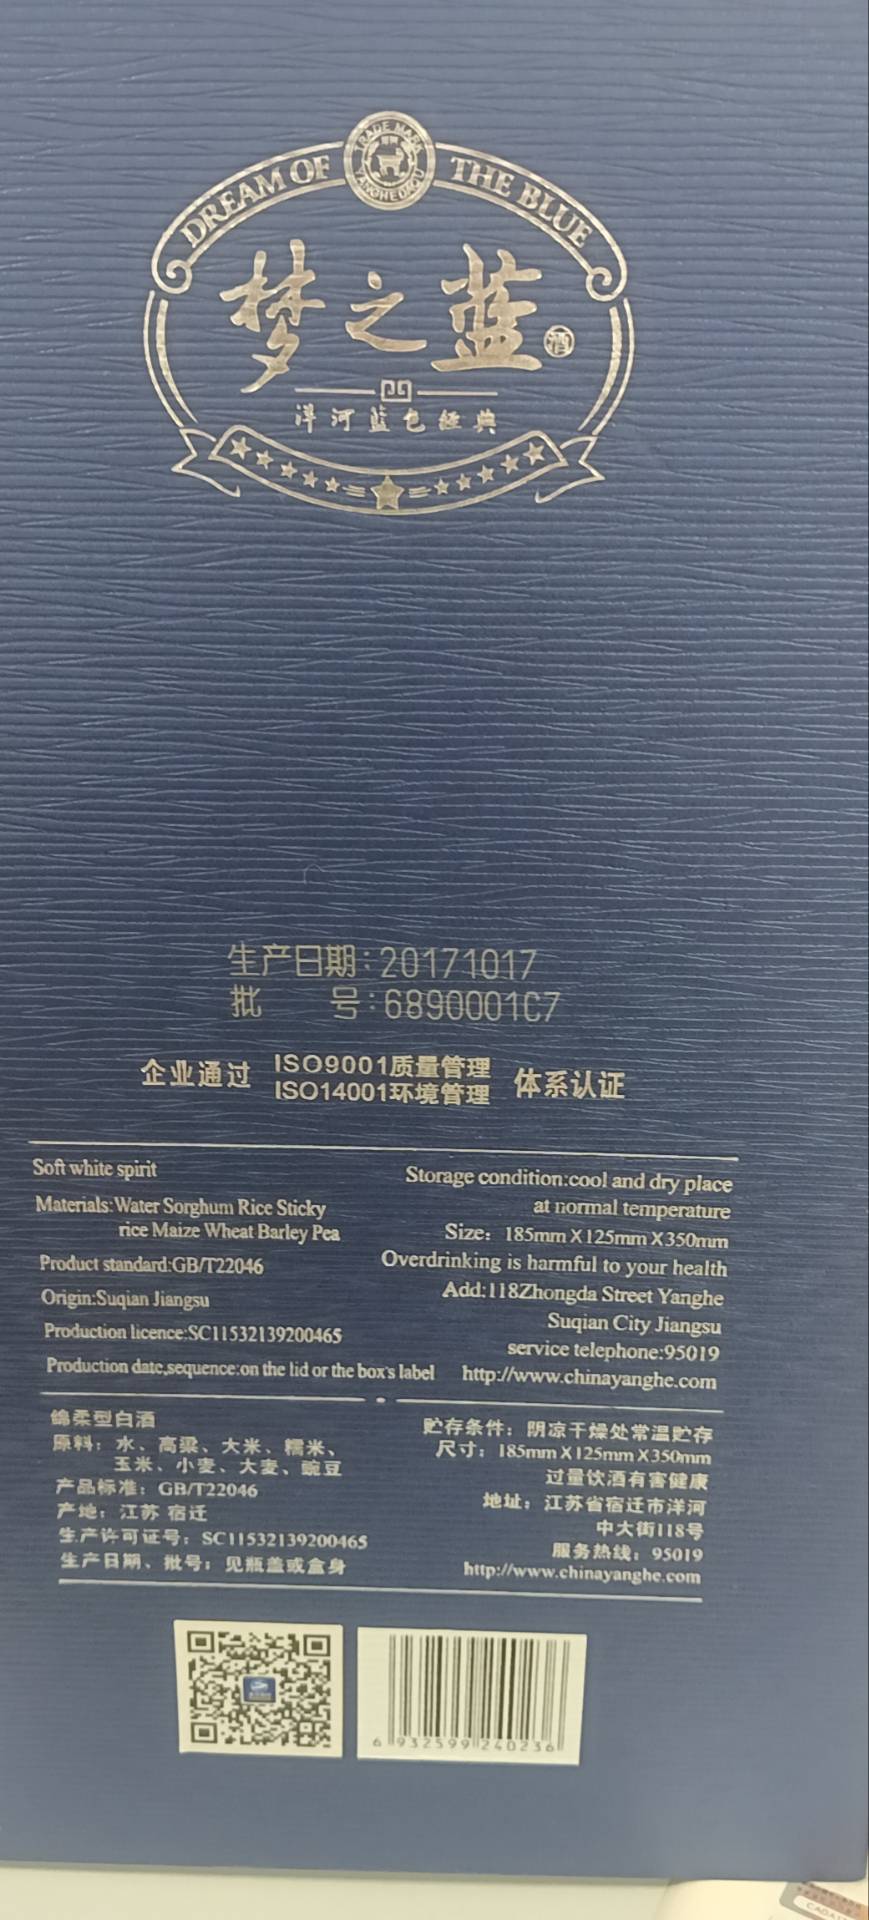 DREAM OF THE BLUE
TRADE MARK
YANGHEDAQU
梦之蓝 酒
洋河蓝色经典
生产日期:20171017
批 号:6890001C7
企业通过 ISO9001质量管理 体系认证
ISO14001环境管理
Soft white spirit
Materials:Water Sorghum Rice Sticky
rice Maize Wheat Barley Pea
Product standard:GB/T22046
Origin:Suqian Jiangsu
Production licence:SC11532139200465
Production date,sequence:on the lid or the box's label
Storage condition:cool and dry place
at normal temperature
Size: 185mm X 125mm X 350mm
Overdrinking is harmful to your health
Add:118Zhongda Street Yanghe
Suqian City Jiangsu
service telephone:95019
http://www.chinayanghe.com
绵柔型白酒
原料：水、高粱、大米、糯米、
玉米、小麦、大麦、豌豆
产品标准：GB/T22046
产地：江苏 宿迁
生产许可证号：SC11532139200465
生产日期、批号：见瓶盖或盒身
贮存条件：阴凉干燥处常温贮存
尺寸：185mm X 125mm X 350mm
过量饮酒有害健康
地址：江苏省宿迁市洋河
中大街118号
服务热线：95019
http://www.chinayanghe.com
6 932599 240236